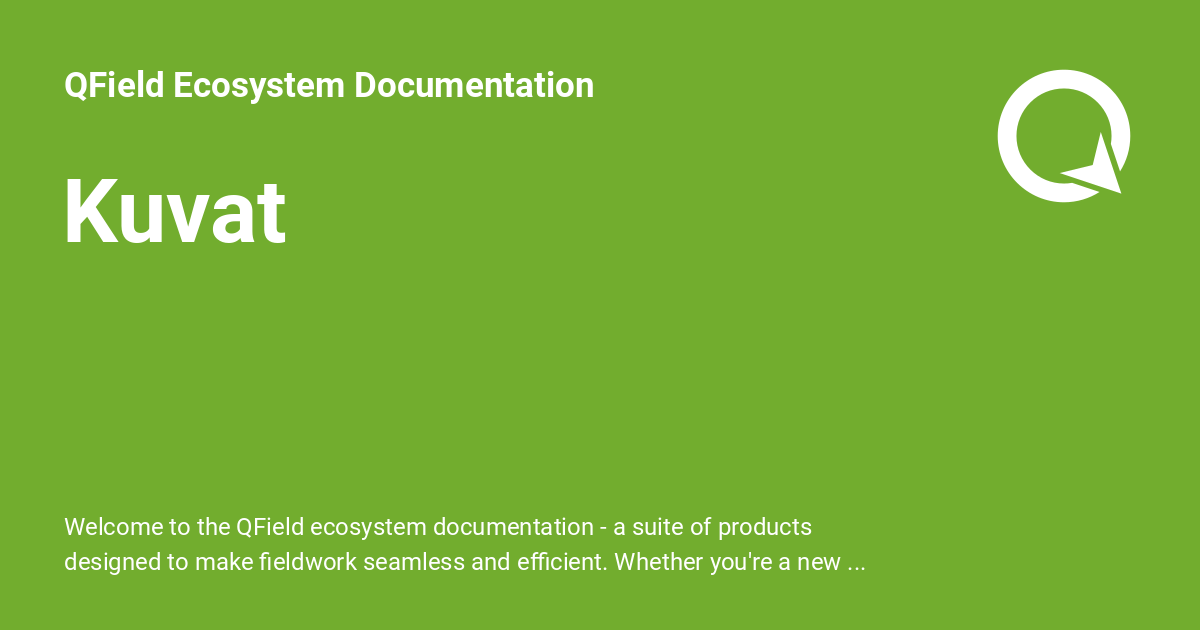 QField Ecosystem Documentation
Kuvat
Welcome to the QField ecosystem documentation - a suite of products
designed to make fieldwork seamless and efficient. Whether you're a new ...